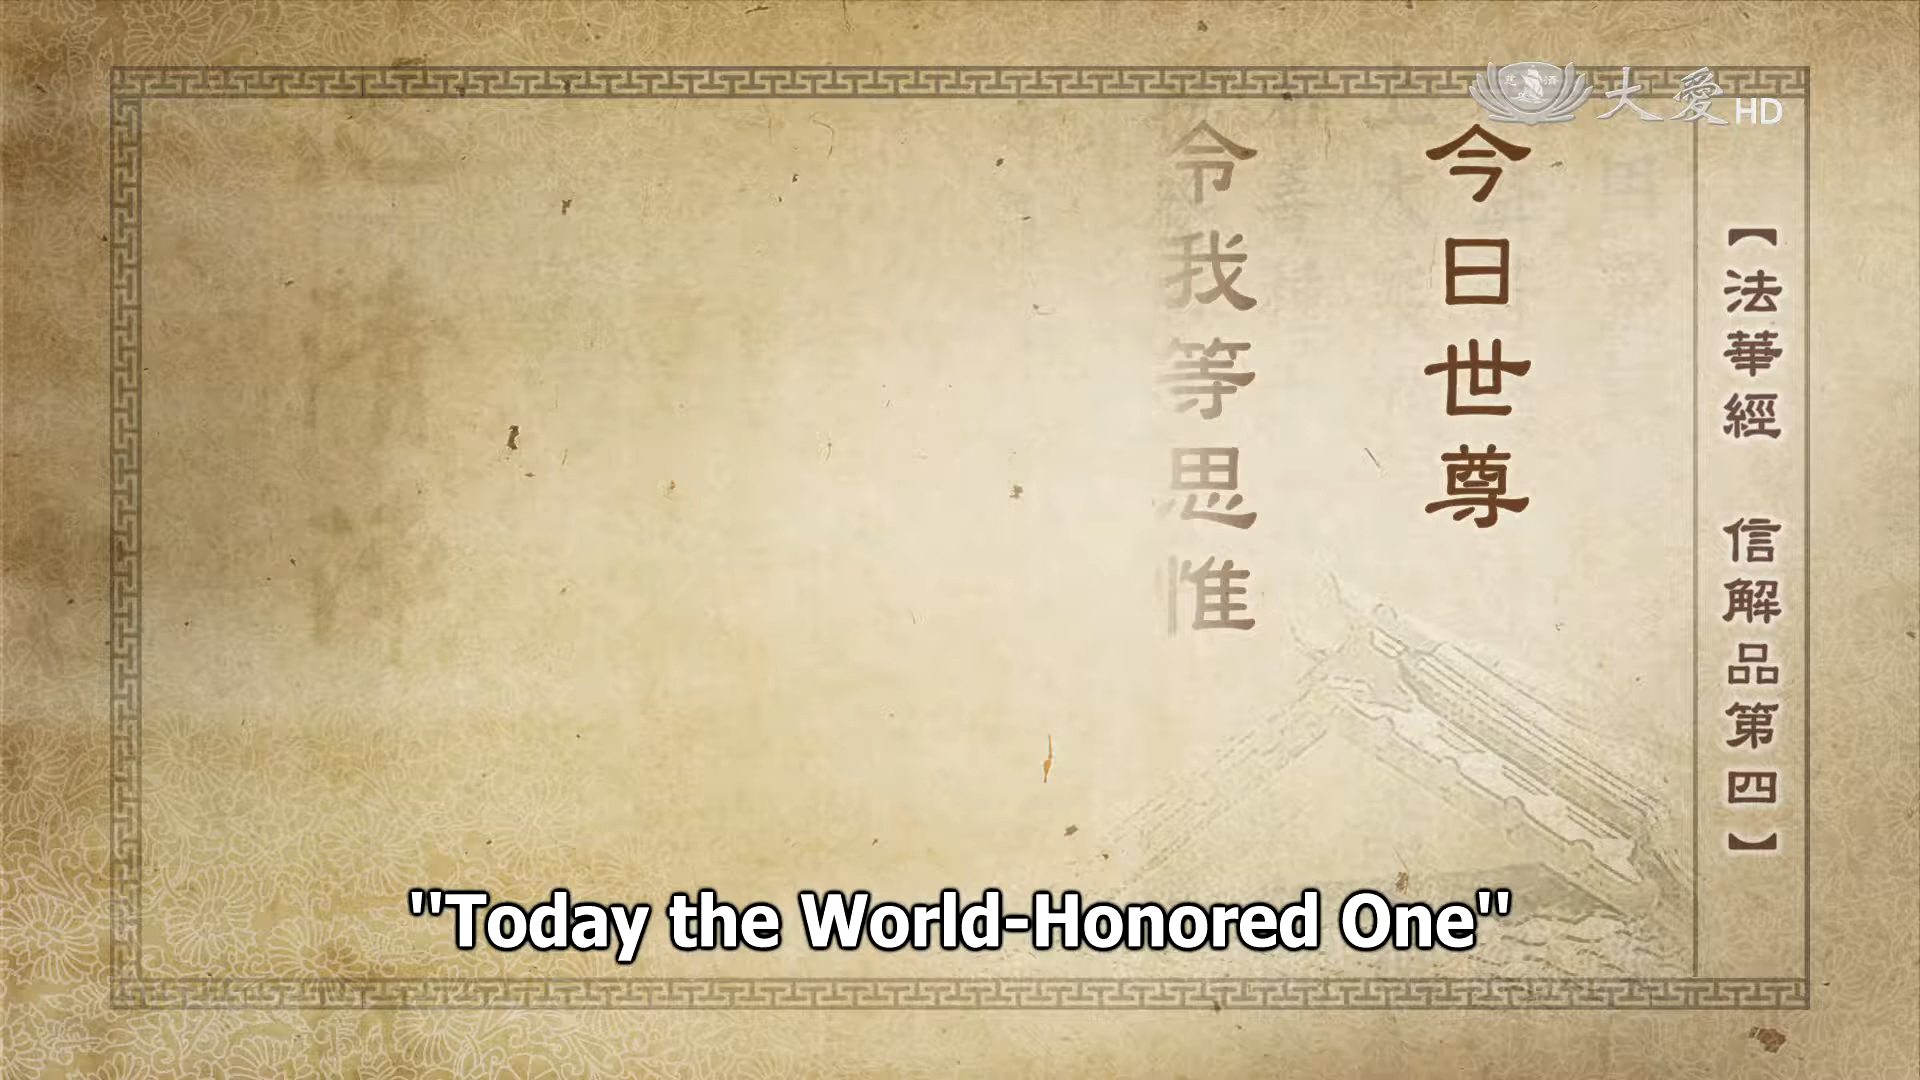 大愛HD
【法華經 信解品第四】
今日世尊
令我等思惟
"Today the World-Honored One"